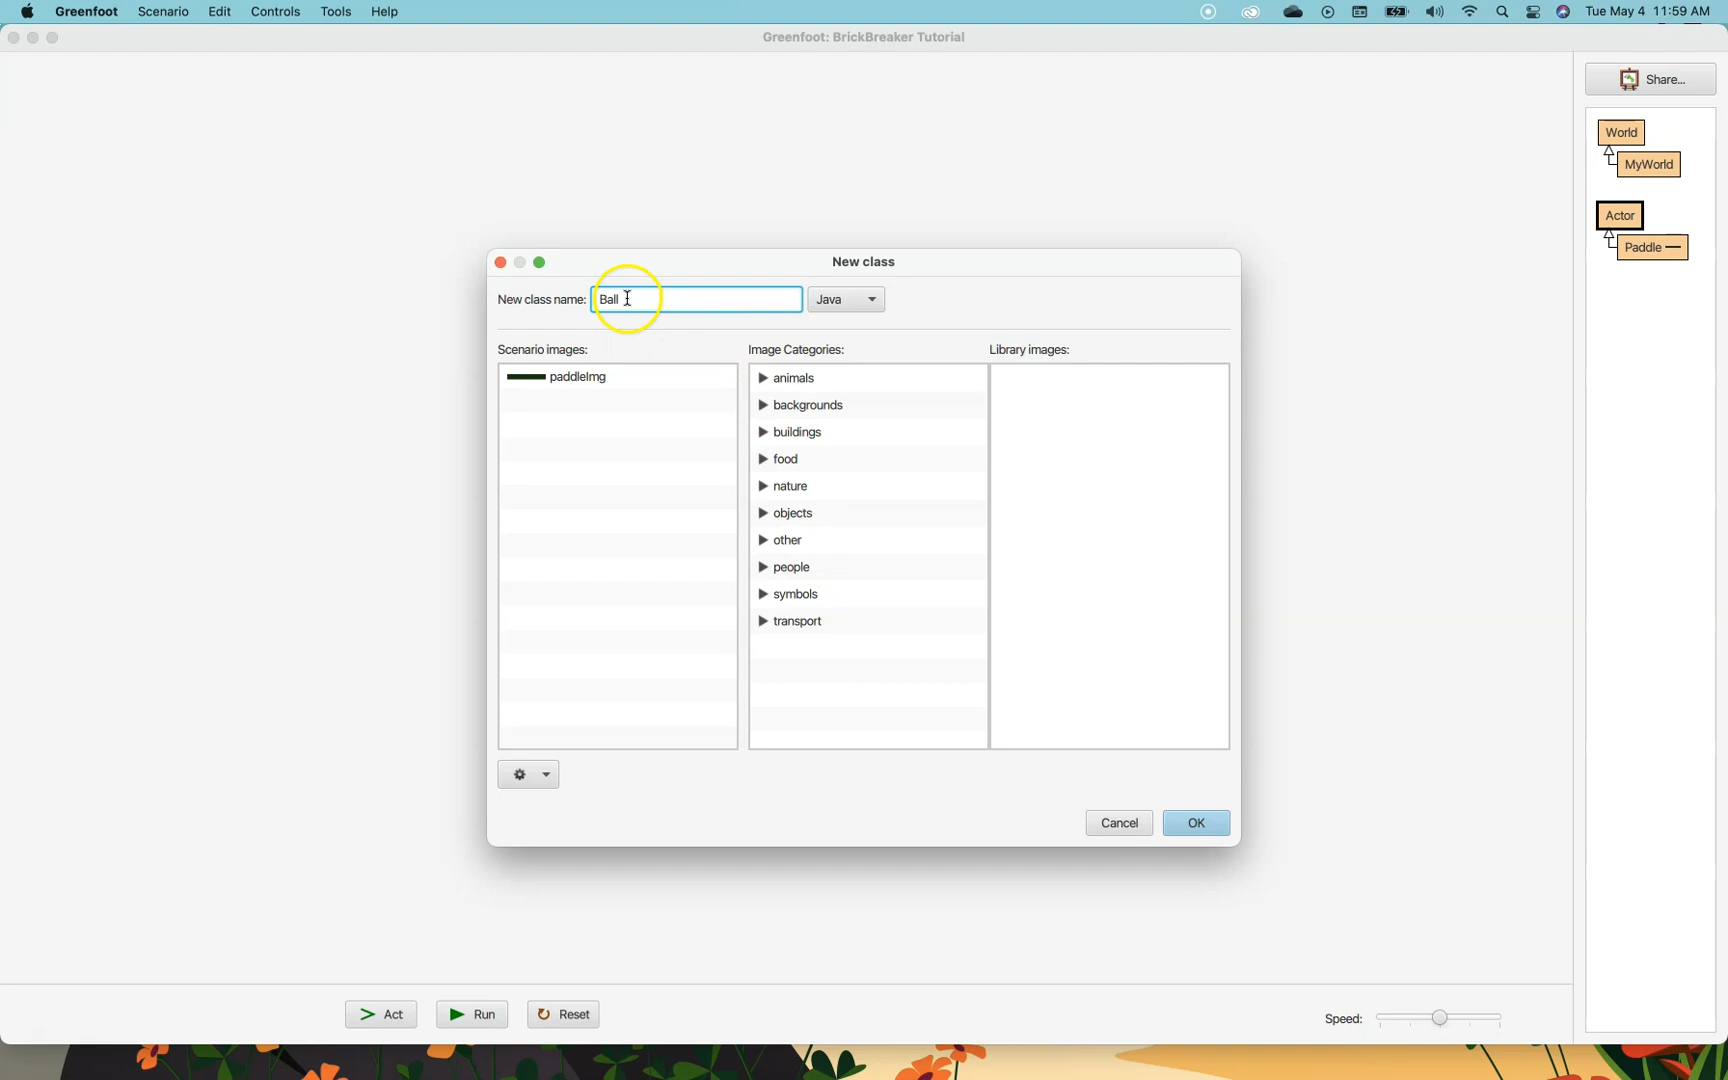 Greenfoot Scenario Edit Controls Tools Help Tue May 4 11:59 AM
Greenfoot: BrickBreaker Tutorial
Share...
World
MyWorld
Actor
Paddle
New class
New class name: Ball Java
Scenario images: Image Categories: Library images:
paddleImg
animals
backgrounds
buildings
food
nature
objects
other
people
symbols
transport
Cancel OK
Act Run Reset Speed: